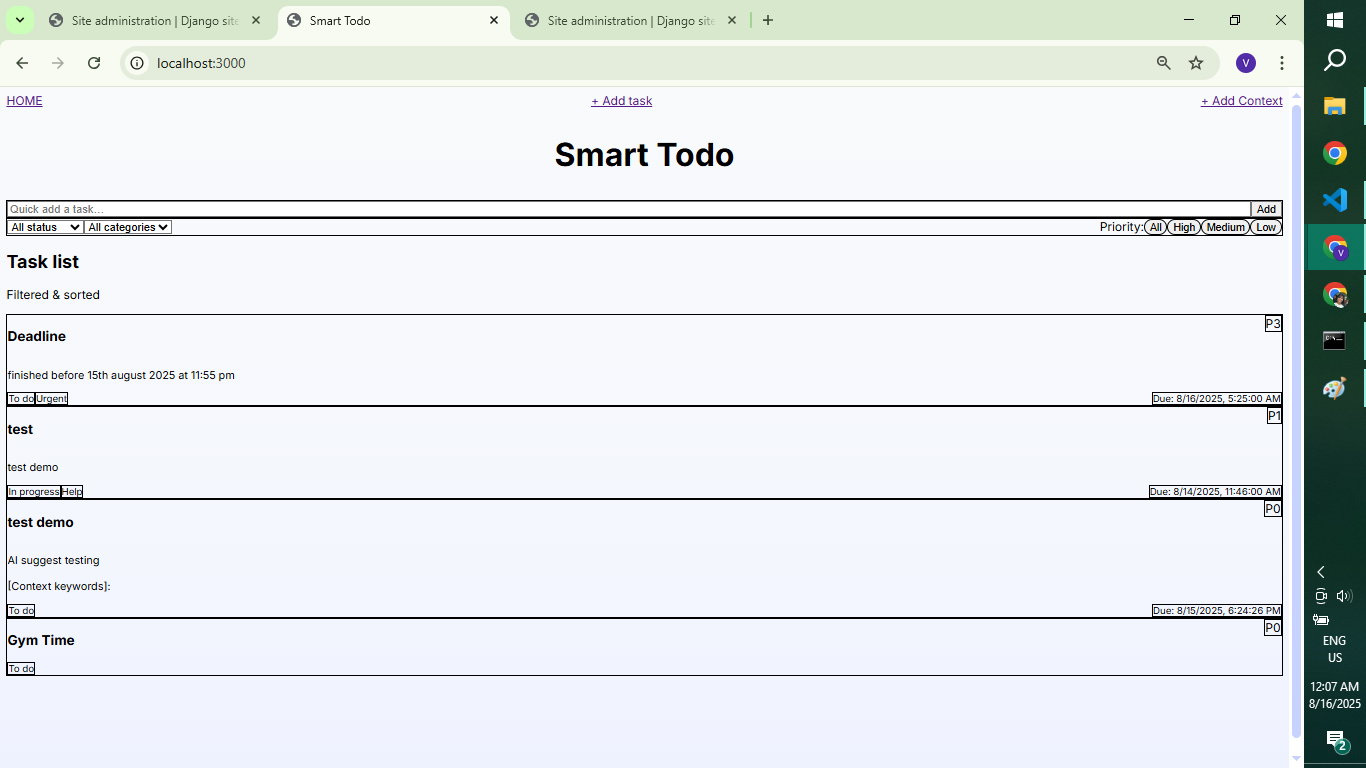 Site administration | Django site
Smart Todo
Site administration | Django site
localhost:3000
V
HOME
+ Add task
+ Add Context
Smart Todo
Quick add a task...
Add
All status
All categories
Priority: All High Medium Low
Task list
Filtered & sorted
Deadline
P3
finished before 15th august 2025 at 11:55 pm
To do Urgent
Due: 8/16/2025, 5:25:00 AM
test
P1
test demo
In progress Help
Due: 8/14/2025, 11:46:00 AM
test demo
P0
AI suggest testing
[Context keywords]:
To do
Due: 8/15/2025, 6:24:26 PM
Gym Time
P0
To do
V
ENG
US
12:07 AM
8/16/2025
2